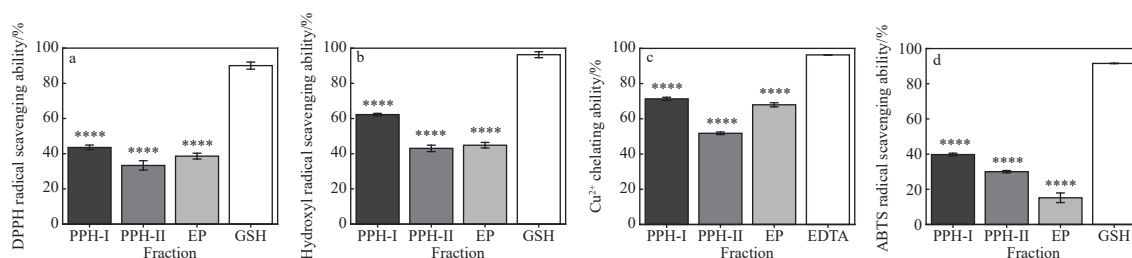 DPPH radical scavenging ability/%
100
80
60
40
20
0
a
****
****
****
PPH-I PPH-II EP GSH
Fraction
Hydroxyl radical scavenging ability/%
100
80
60
40
20
0
b
****
****
****
PPH-I PPH-II EP GSH
Fraction
Cu²⁺ chelating ability/%
100
80
60
40
20
0
c
****
****
****
PPH-I PPH-II EP EDTA
Fraction
ABTS radical scavenging ability/%
100
80
60
40
20
0
d
****
****
****
PPH-I PPH-II EP GSH
Fraction